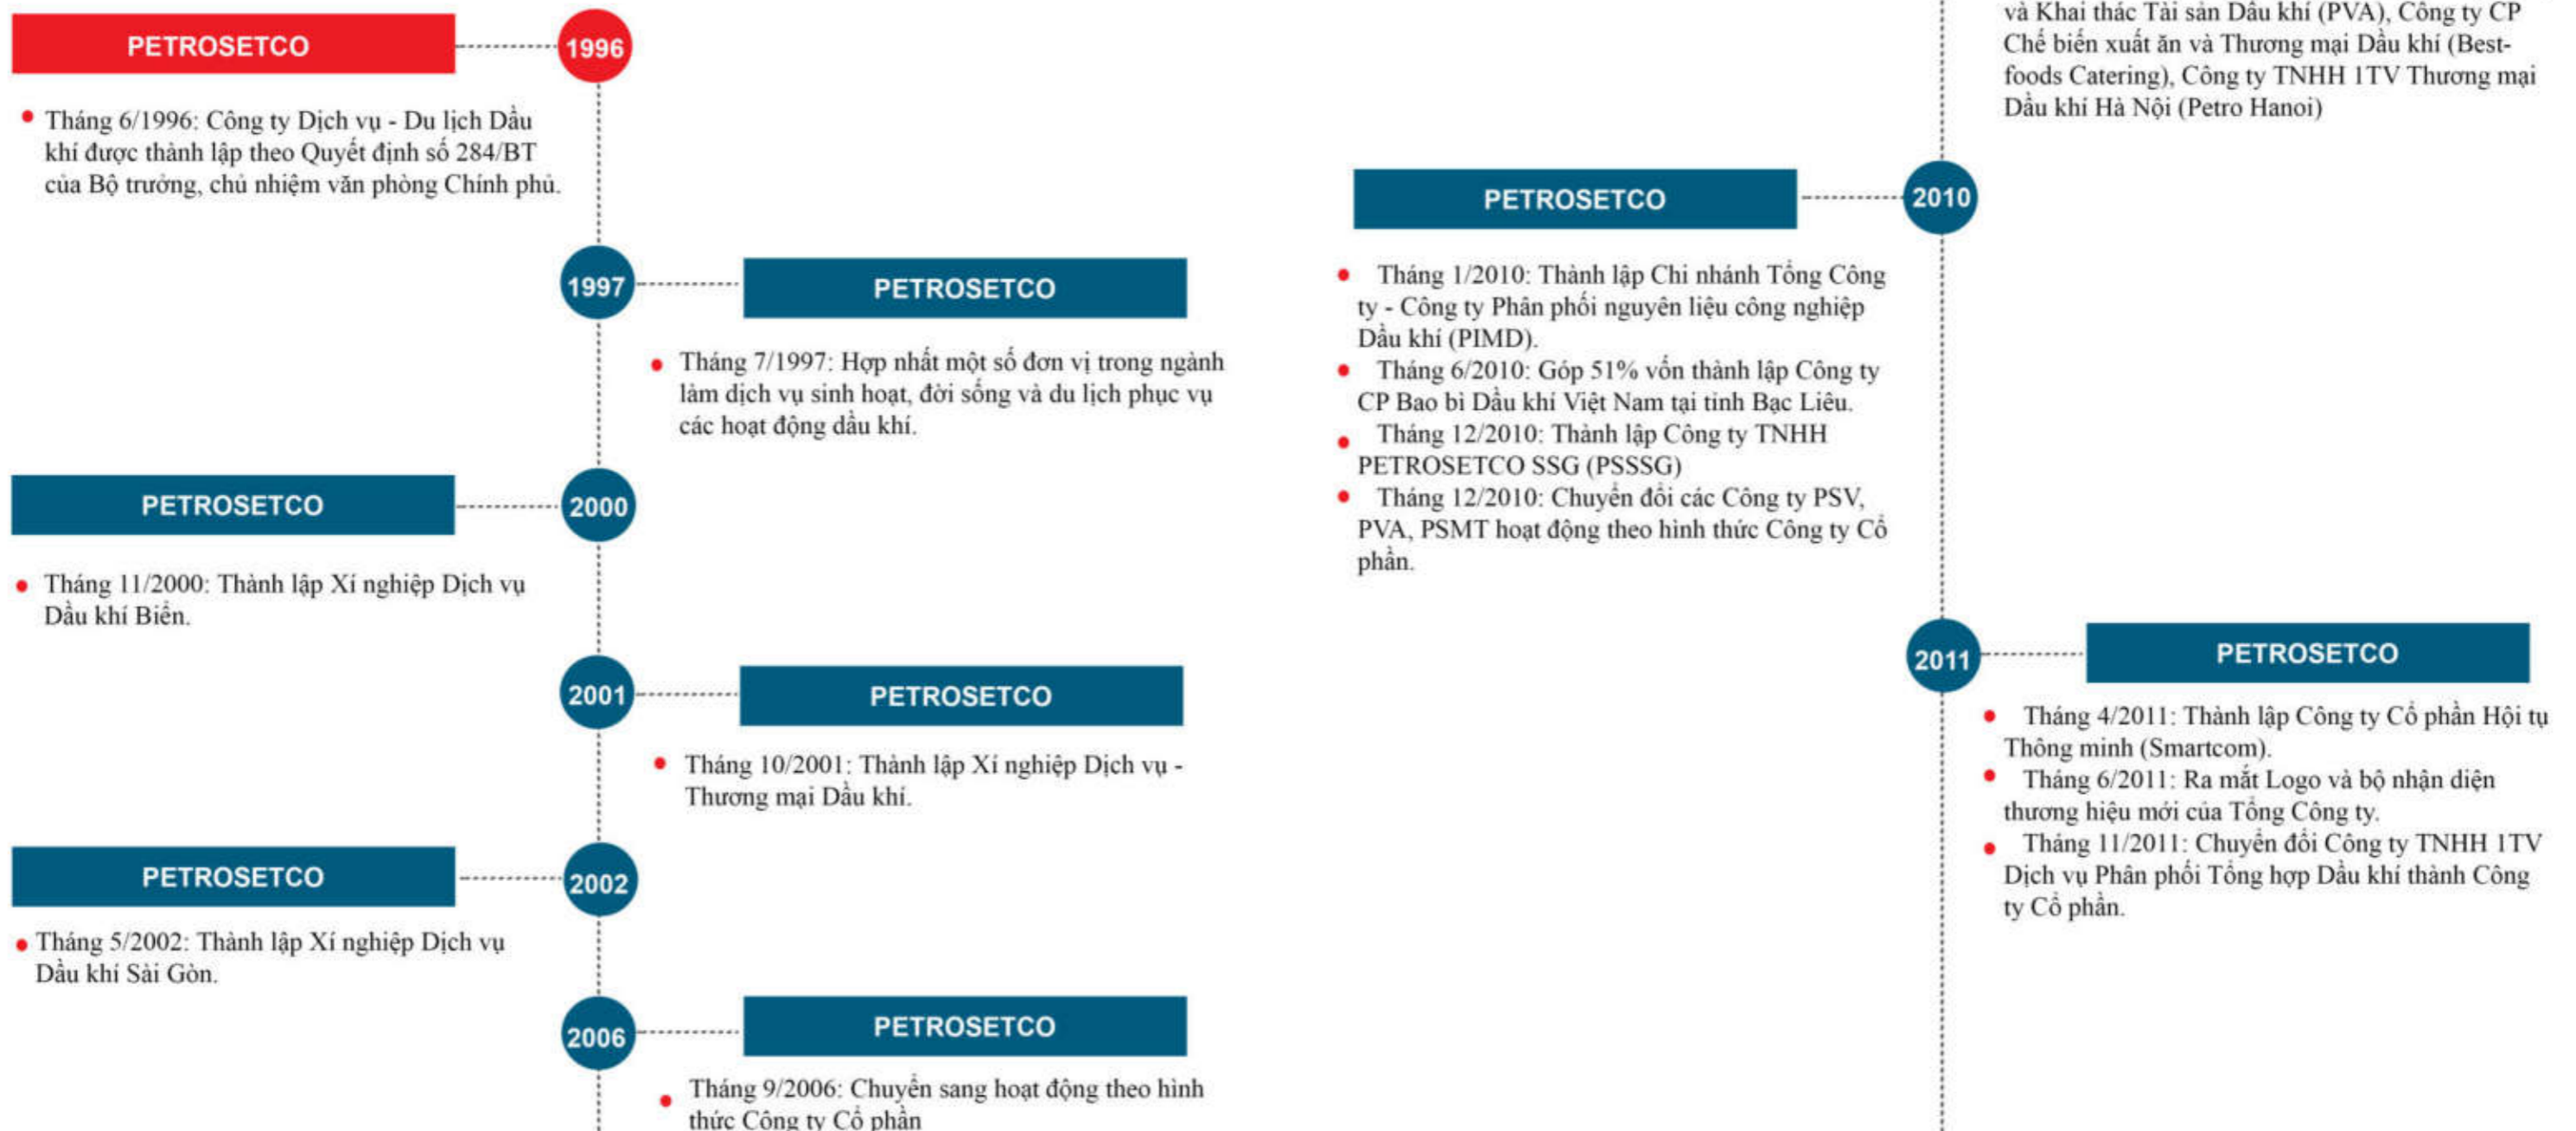 PETROSETCO
1996
Tháng 6/1996: Công ty Dịch vụ - Du lịch Dầu
khí được thành lập theo Quyết định số 284/BT
của Bộ trưởng, chủ nhiệm văn phòng Chính phủ.
1997
PETROSETCO
Tháng 7/1997: Hợp nhất một số đơn vị trong ngành
làm dịch vụ sinh hoạt, đời sống và du lịch phục vụ
các hoạt động dầu khí.
PETROSETCO
2000
Tháng 11/2000: Thành lập Xí nghiệp Dịch vụ
Dầu khí Biển.
2001
PETROSETCO
Tháng 10/2001: Thành lập Xí nghiệp Dịch vụ -
Thương mại Dầu khí.
PETROSETCO
2002
Tháng 5/2002: Thành lập Xí nghiệp Dịch vụ
Dầu khí Sài Gòn.
2006
PETROSETCO
Tháng 9/2006: Chuyển sang hoạt động theo hình
thức Công ty Cổ phần
và Khai thác Tài sản Dầu khí (PVA), Công ty CP
Chế biến xuất ăn và Thương mại Dầu khí (Best-
foods Catering), Công ty TNHH 1TV Thương mại
Dầu khí Hà Nội (Petro Hanoi)
PETROSETCO
2010
Tháng 1/2010: Thành lập Chi nhánh Tổng Công
ty - Công ty Phân phối nguyên liệu công nghiệp
Dầu khí (PIMD).
Tháng 6/2010: Góp 51% vốn thành lập Công ty
CP Bao bì Dầu khí Việt Nam tại tỉnh Bạc Liêu.
Tháng 12/2010: Thành lập Công ty TNHH
PETROSETCO SSG (PSSSG)
Tháng 12/2010: Chuyển đổi các Công ty PSV,
PVA, PSMT hoạt động theo hình thức Công ty Cổ
phần.
2011
PETROSETCO
Tháng 4/2011: Thành lập Công ty Cổ phần Hội tụ
Thông minh (Smartcom).
Tháng 6/2011: Ra mắt Logo và bộ nhận diện
thương hiệu mới của Tổng Công ty.
Tháng 11/2011: Chuyển đổi Công ty TNHH 1TV
Dịch vụ Phân phối Tổng hợp Dầu khí thành Công
ty Cổ phần.